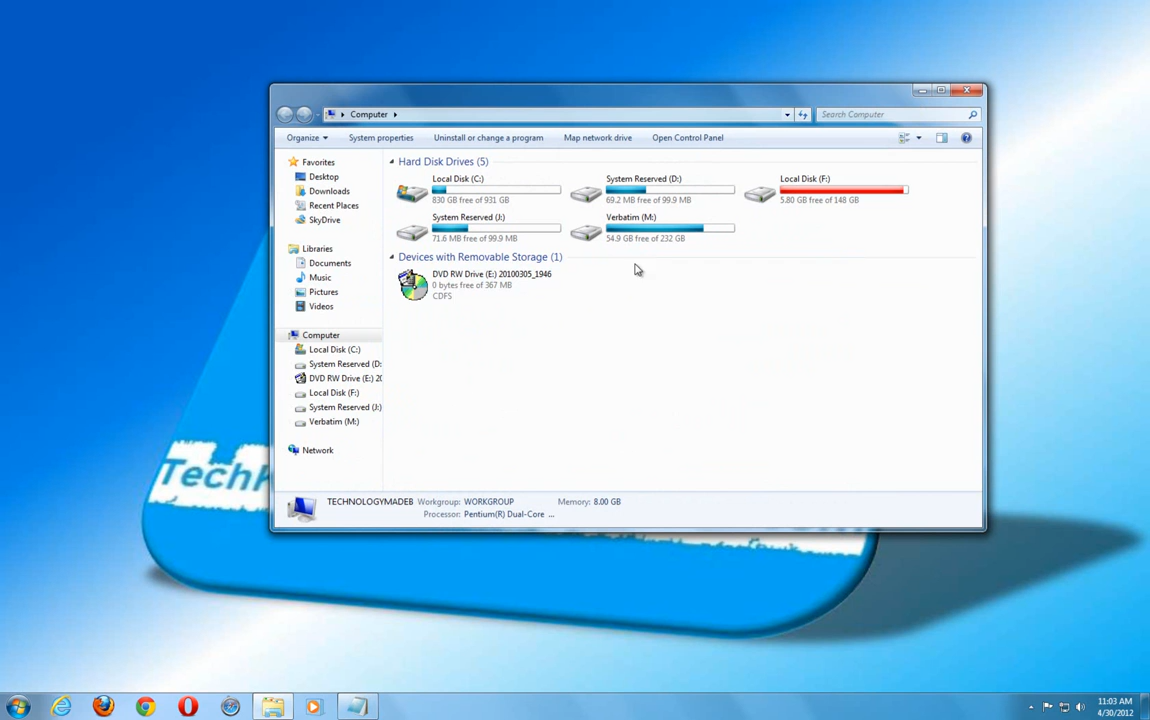 Computer
Search Computer
Organize
System properties
Uninstall or change a program
Map network drive
Open Control Panel
Favorites
Desktop
Downloads
Recent Places
SkyDrive
Libraries
Documents
Music
Pictures
Videos
Computer
Local Disk (C:)
System Reserved (D:
DVD RW Drive (E:) 20
Local Disk (F:)
System Reserved (J:)
Verbatim (M:)
Network
Hard Disk Drives (5)
Local Disk (C:)
830 GB free of 931 GB
System Reserved (D:)
69.2 MB free of 99.9 MB
Local Disk (F:)
5.80 GB free of 148 GB
System Reserved (J:)
71.6 MB free of 99.9 MB
Verbatim (M:)
54.9 GB free of 232 GB
Devices with Removable Storage (1)
DVD RW Drive (E:) 20100305_1946
0 bytes free of 367 MB
CDFS
TECHNOLOGYMADEB
Workgroup: WORKGROUP
Memory: 8.00 GB
Processor: Pentium(R) Dual-Core ...
Tech
11:03 AM
4/30/2012